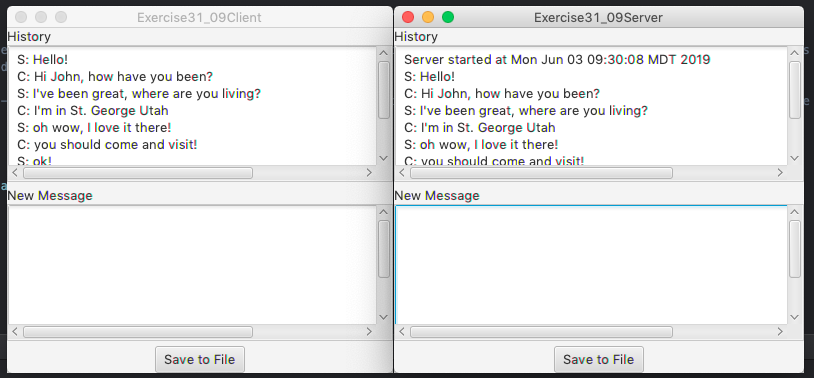 Exercise31_09Client
History
S: Hello!
C: Hi John, how have you been?
S: I've been great, where are you living?
C: I'm in St. George Utah
S: oh wow, I love it there!
C: you should come and visit!
S: ok!
New Message
Save to File
Exercise31_09Server
History
Server started at Mon Jun 03 09:30:08 MDT 2019
S: Hello!
C: Hi John, how have you been?
S: I've been great, where are you living?
C: I'm in St. George Utah
S: oh wow, I love it there!
C: you should come and visit!
New Message
Save to File